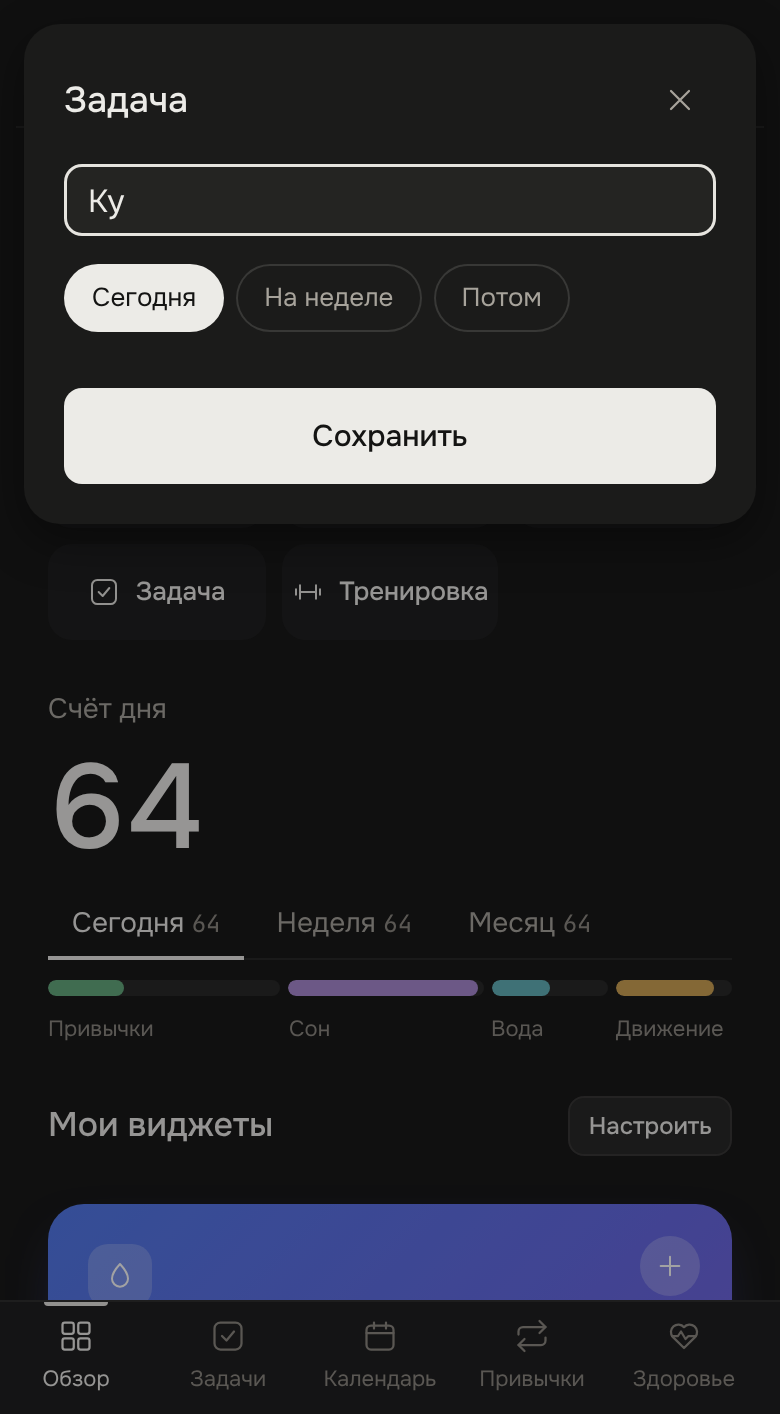 Задача
Ку
Сегодня На неделе Потом
Сохранить
Задача Тренировка
Счёт дня
64
Сегодня 64 Неделя 64 Месяц 64
Привычки Сон Вода Движение
Мои виджеты Настроить
Обзор Задачи Календарь Привычки Здоровье